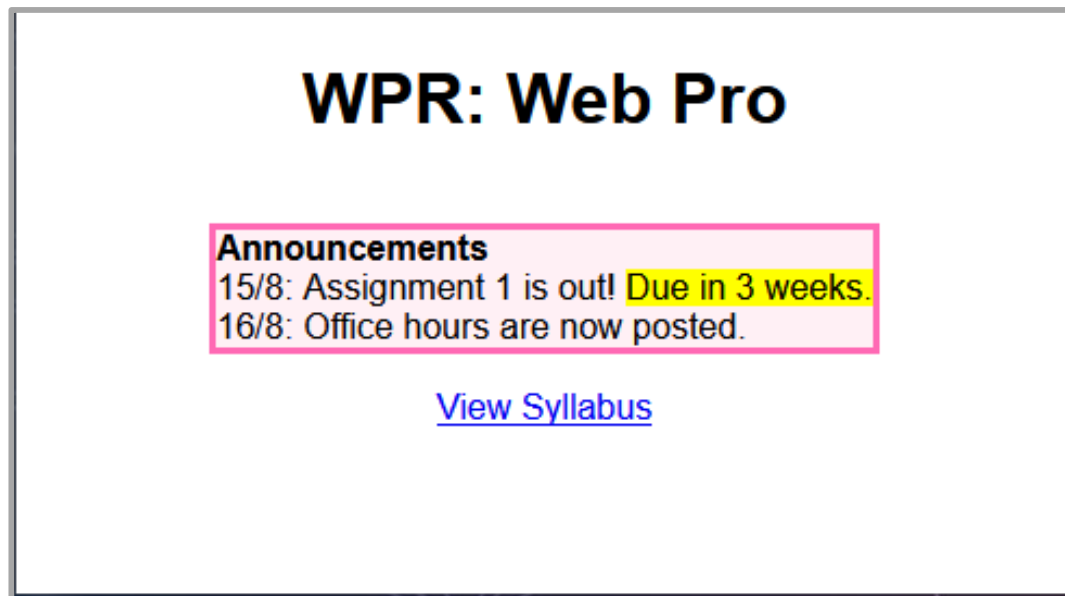 WPR: Web Pro
Announcements
15/8: Assignment 1 is out! Due in 3 weeks.
16/8: Office hours are now posted.
View Syllabus